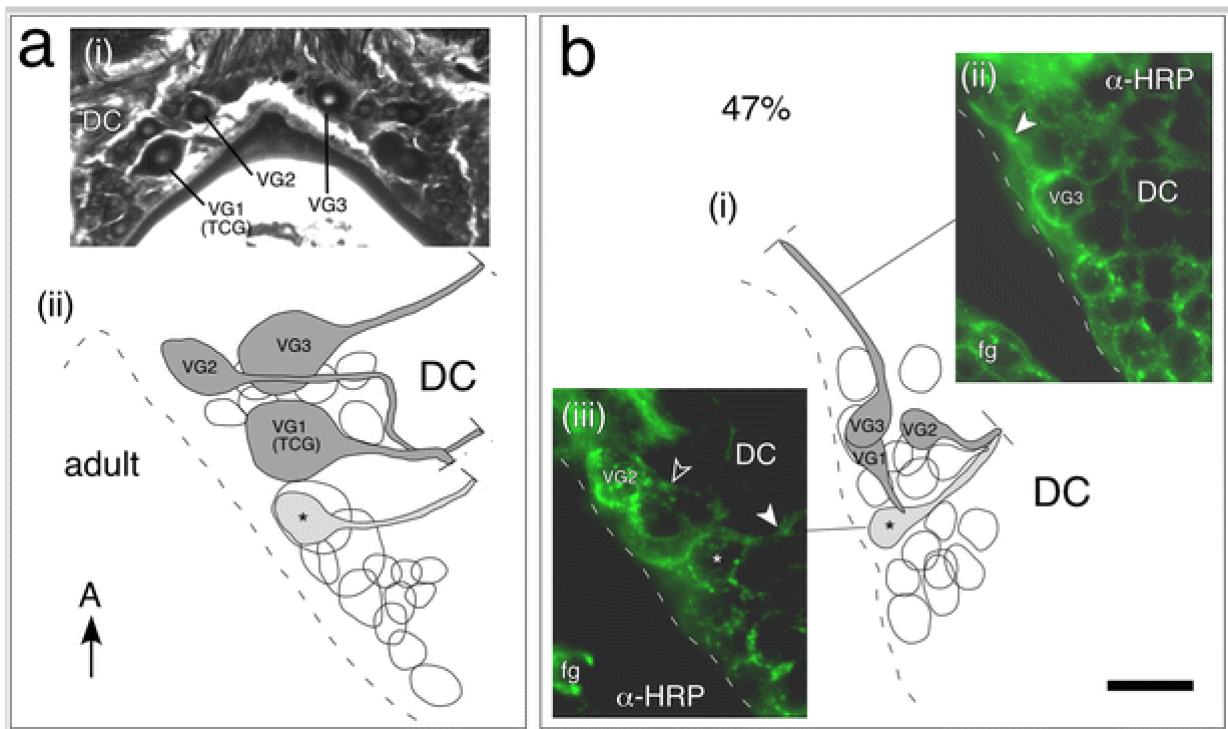 a
(i)
DC
VG2
VG1
(TCG)
VG3
(ii)
VG3
VG2
DC
VG1
(TCG)
adult
*
A
b
47%
(i)
(ii)
α-HRP
VG3
DC
fg
VG3
VG2
VG1
*
DC
(iii)
DC
VG2
*
fg
α-HRP